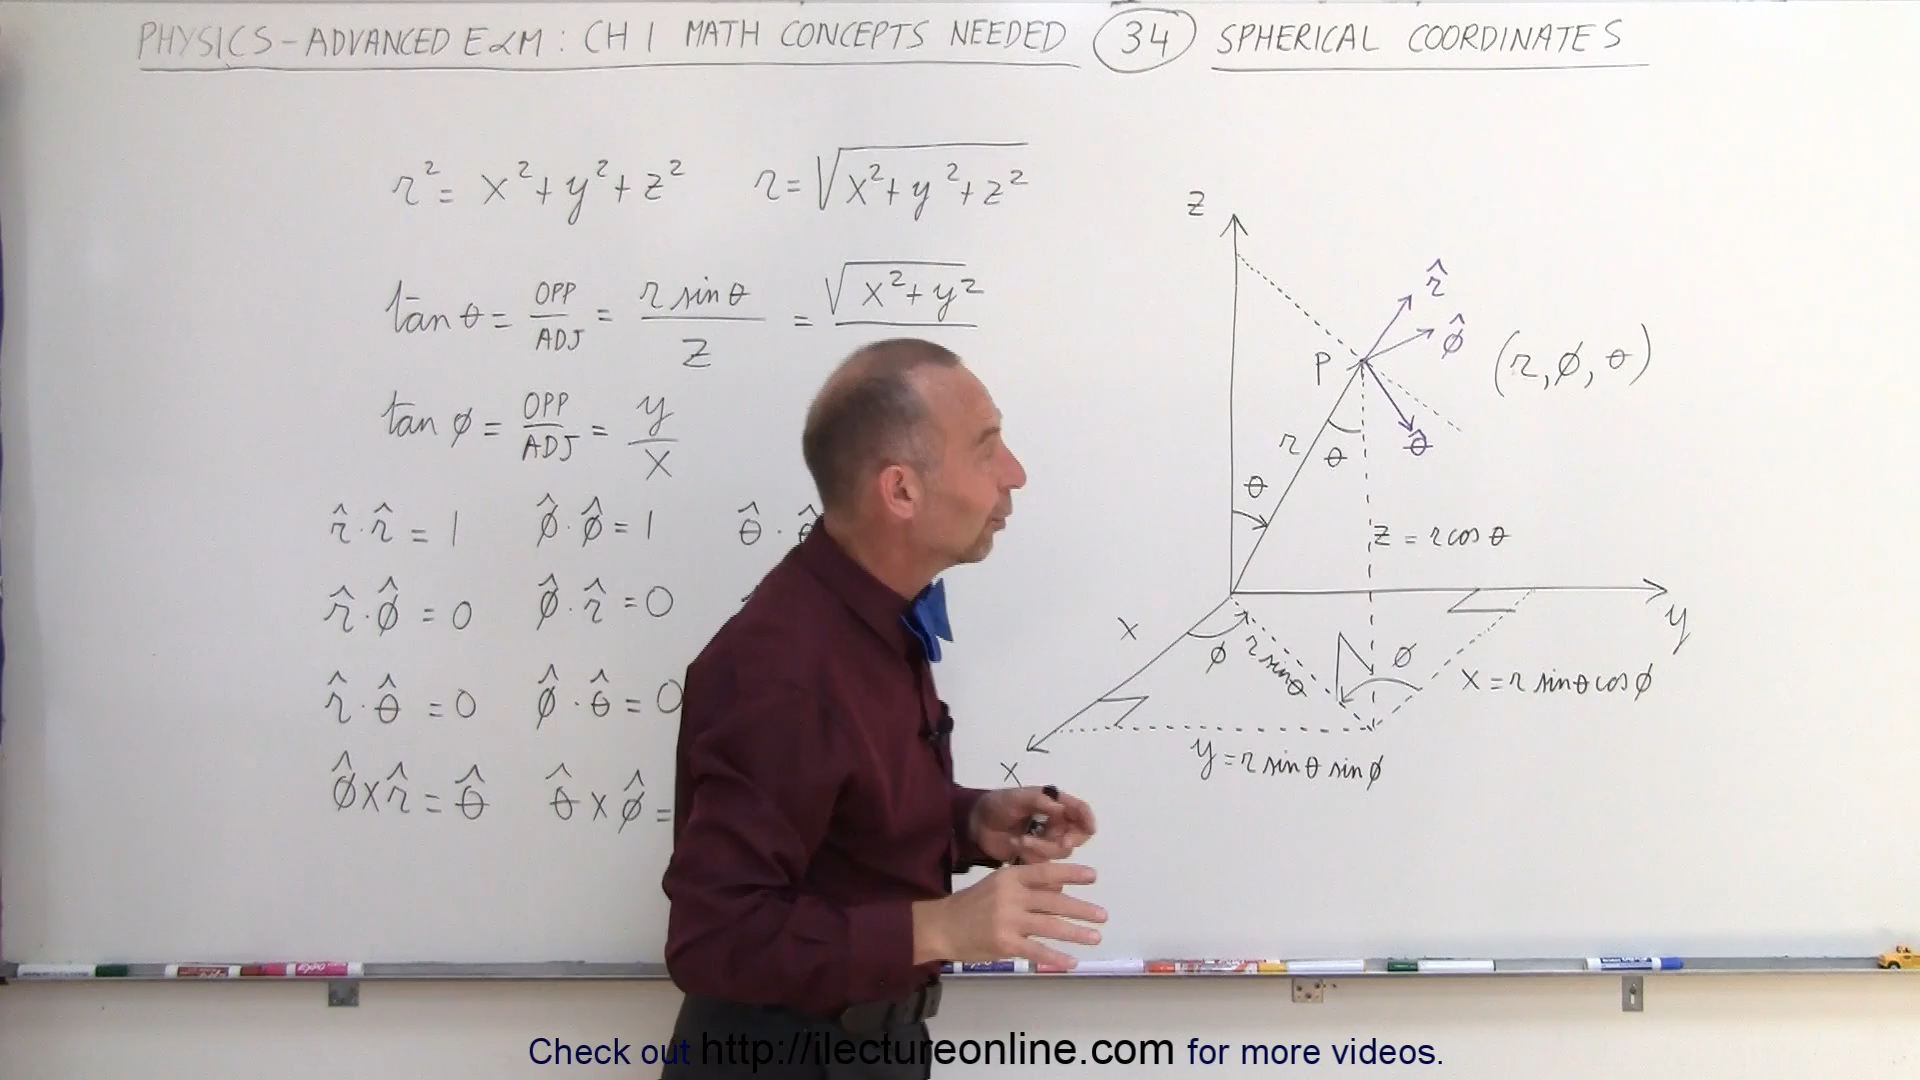 PHYSICS - ADVANCED E&M : CH 1 MATH CONCEPTS NEEDED 34 SPHERICAL COORDINATES
r² = x² + y² + z² r = √(x² + y² + z²)
tan θ = OPP/ADJ = r sin θ / z = √(x² + y²)
tan ϕ = OPP/ADJ = y/x
r̂ · r̂ = 1 ϕ̂ · ϕ̂ = 1 θ̂ · θ̂
r̂ · ϕ̂ = 0 ϕ̂ · r̂ = 0
r̂ · θ̂ = 0 ϕ̂ · θ̂ = 0
ϕ̂ × r̂ = θ̂ θ̂ × ϕ̂ =
z
r̂
ϕ̂
P (r, ϕ, θ)
θ̂
r
θ
θ
z = r cos θ
y
x
ϕ
r sin θ
ϕ
x = r sin θ cos ϕ
y = r sin θ sin ϕ
x
Check out http://ilectureonline.com for more videos.